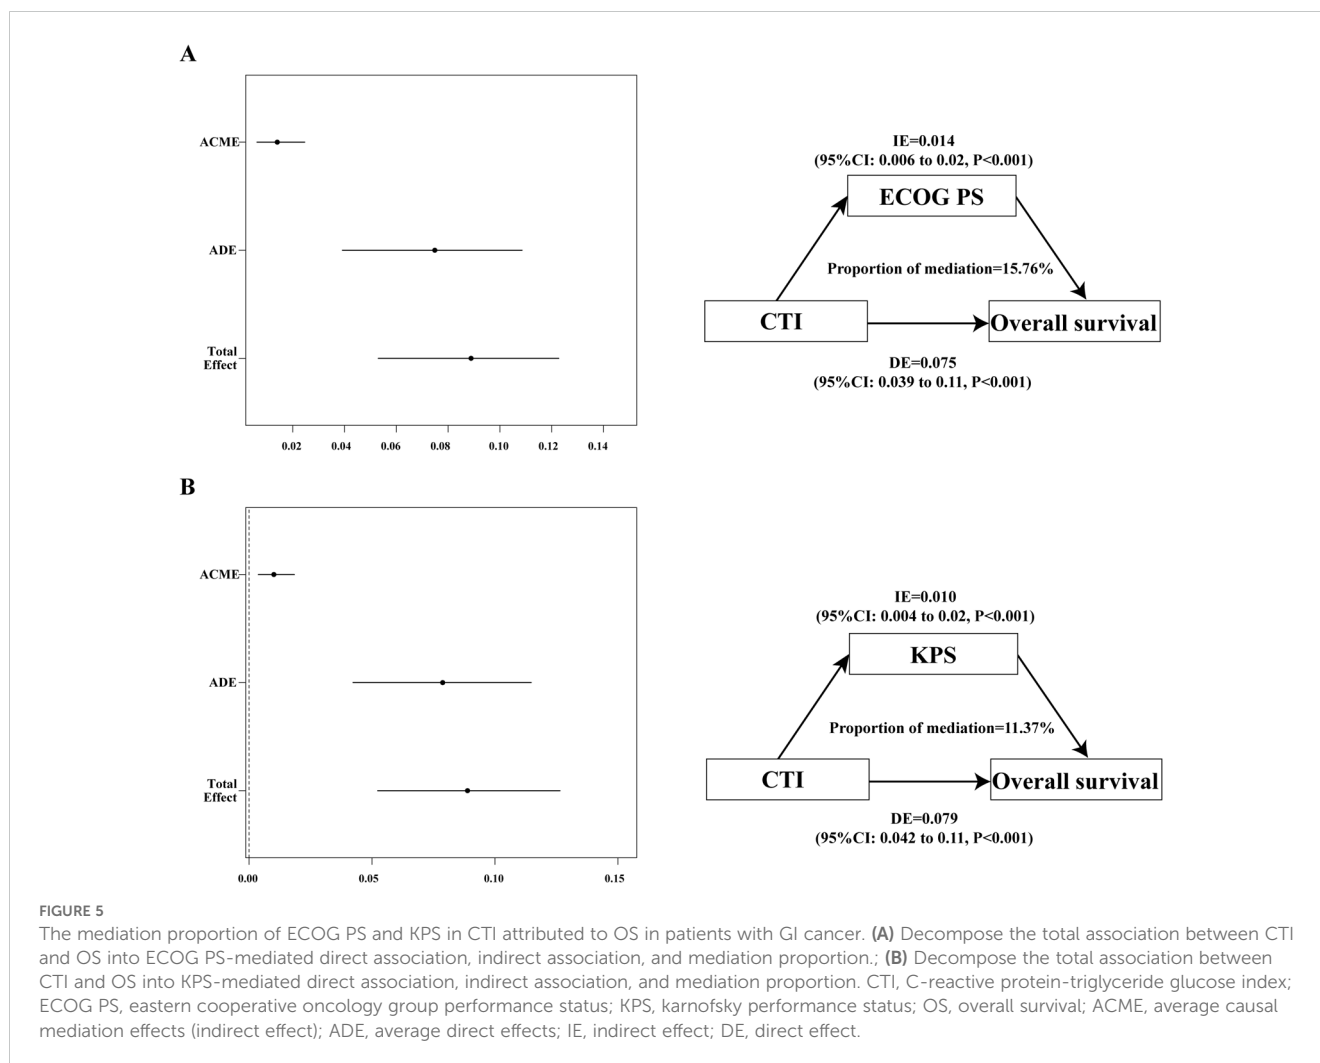 A
ACME
ADE
Total
Effect
0.02 0.04 0.06 0.08 0.10 0.12 0.14
IE=0.014
(95%CI: 0.006 to 0.02, P<0.001)
ECOG PS
Proportion of mediation=15.76%
CTI
Overall survival
DE=0.075
(95%CI: 0.039 to 0.11, P<0.001)
B
ACME
ADE
Total
Effect
0.00 0.05 0.10 0.15
IE=0.010
(95%CI: 0.004 to 0.02, P<0.001)
KPS
Proportion of mediation=11.37%
CTI
Overall survival
DE=0.079
(95%CI: 0.042 to 0.11, P<0.001)
FIGURE 5
The mediation proportion of ECOG PS and KPS in CTI attributed to OS in patients with GI cancer. (A) Decompose the total association between CTI
and OS into ECOG PS-mediated direct association, indirect association, and mediation proportion.; (B) Decompose the total association between
CTI and OS into KPS-mediated direct association, indirect association, and mediation proportion. CTI, C-reactive protein-triglyceride glucose index;
ECOG PS, eastern cooperative oncology group performance status; KPS, karnofsky performance status; OS, overall survival; ACME, average causal
mediation effects (indirect effect); ADE, average direct effects; IE, indirect effect; DE, direct effect.